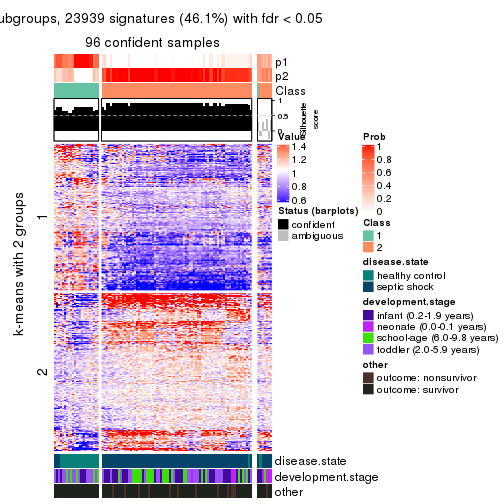 ubgroups, 23939 signatures (46.1%) with fdr < 0.05
96 confident samples
p1
p2
Class
1
0.5
0
Silhouette
score
k-means with 2 groups
1
2
disease.state
development.stage
other
Value
1.4
1.2
1
0.8
0.6
Status (barplots)
confident
ambiguous
Prob
1
0.8
0.6
0.4
0.2
0
Class
1
2
disease.state
healthy control
septic shock
development.stage
infant (0.2-1.9 years)
neonate (0.0-0.1 years)
school-age (6.0-9.8 years)
toddler (2.0-5.9 years)
other
outcome: nonsurvivor
outcome: survivor